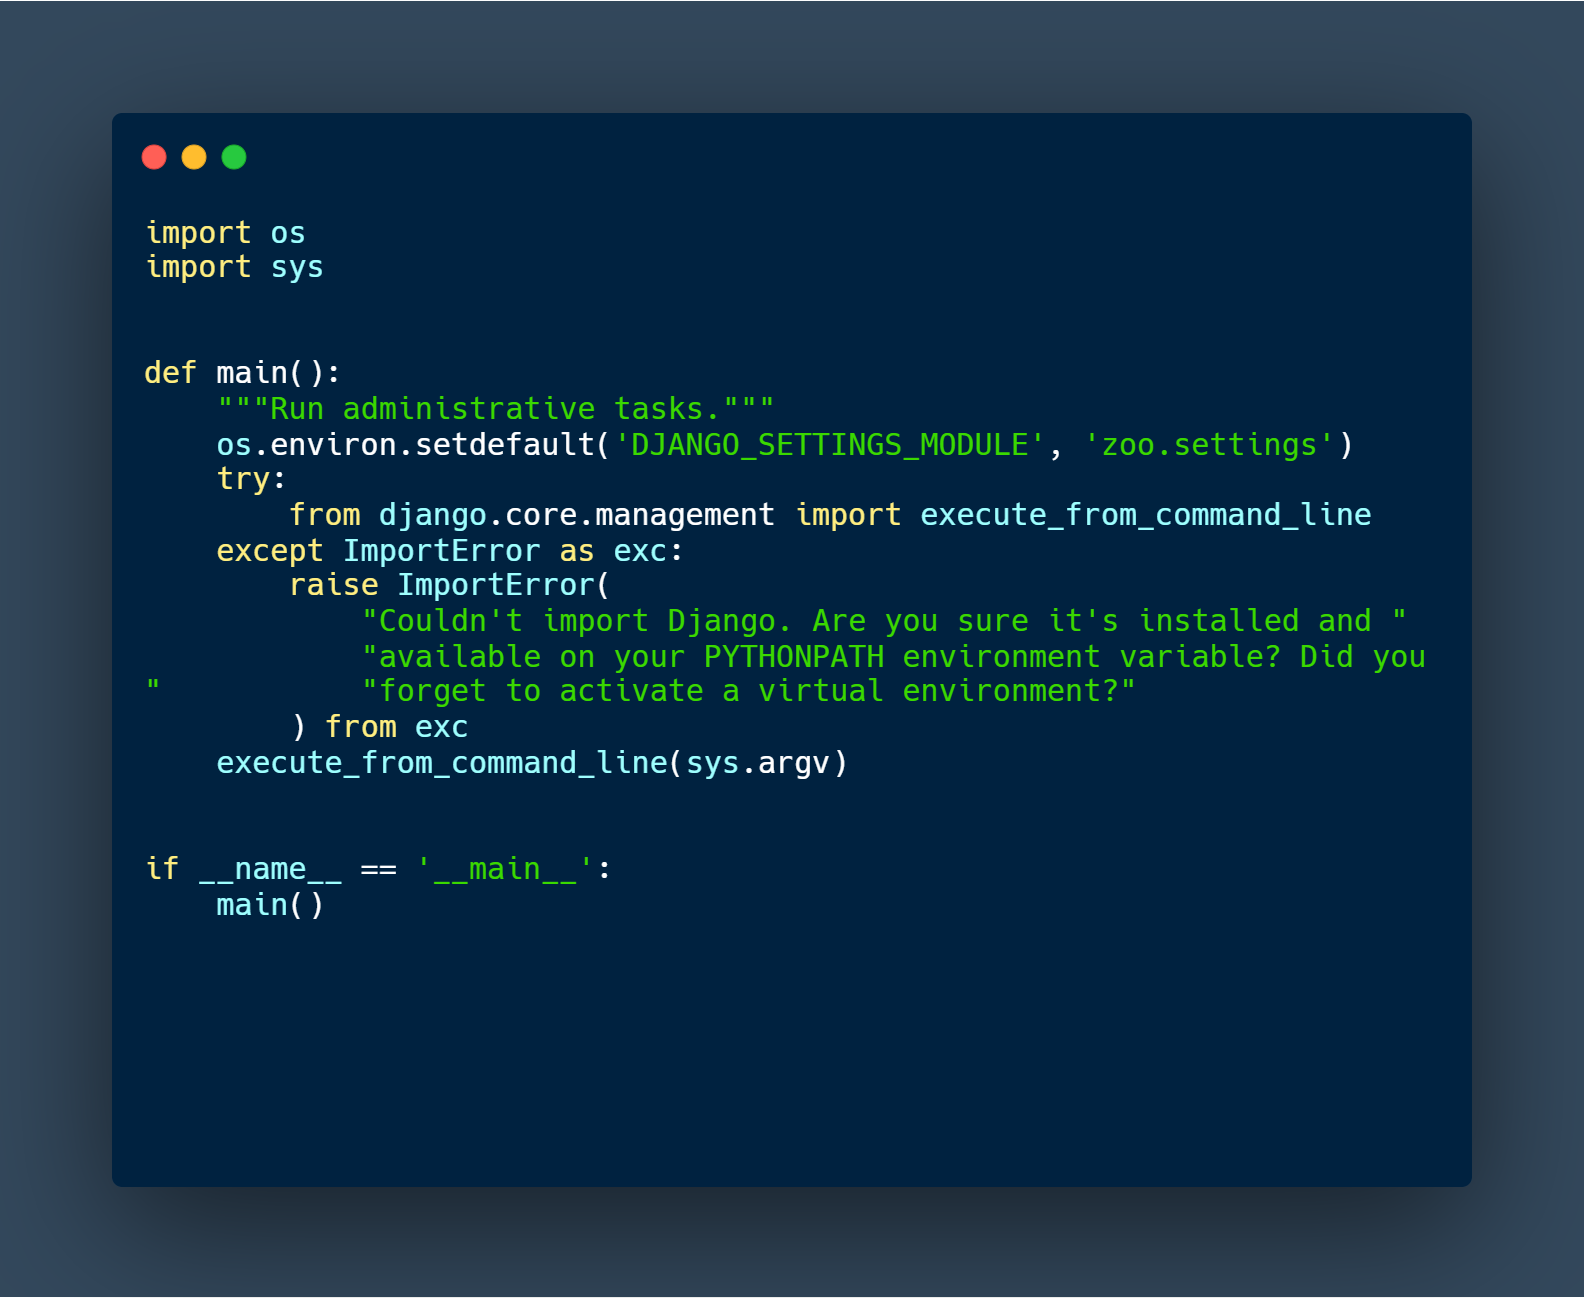 import os
import sys
def main():
    """Run administrative tasks."""
    os.environ.setdefault('DJANGO_SETTINGS_MODULE', 'zoo.settings')
    try:
        from django.core.management import execute_from_command_line
    except ImportError as exc:
        raise ImportError(
            "Couldn't import Django. Are you sure it's installed and "
            "available on your PYTHONPATH environment variable? Did you
"           "forget to activate a virtual environment?"
        ) from exc
    execute_from_command_line(sys.argv)
if __name__ == '__main__':
    main()